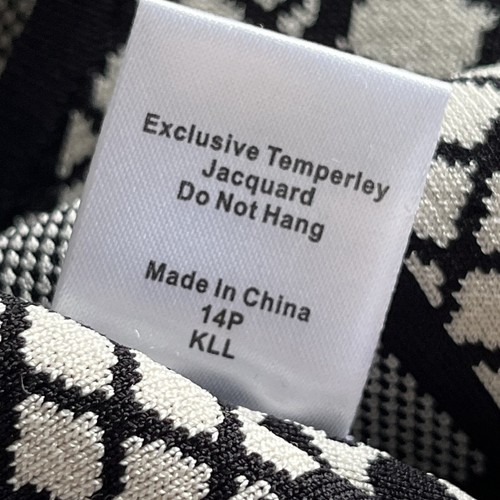 Exclusive Temperley
Jacquard
Do Not Hang
Made In China
14P
KLL